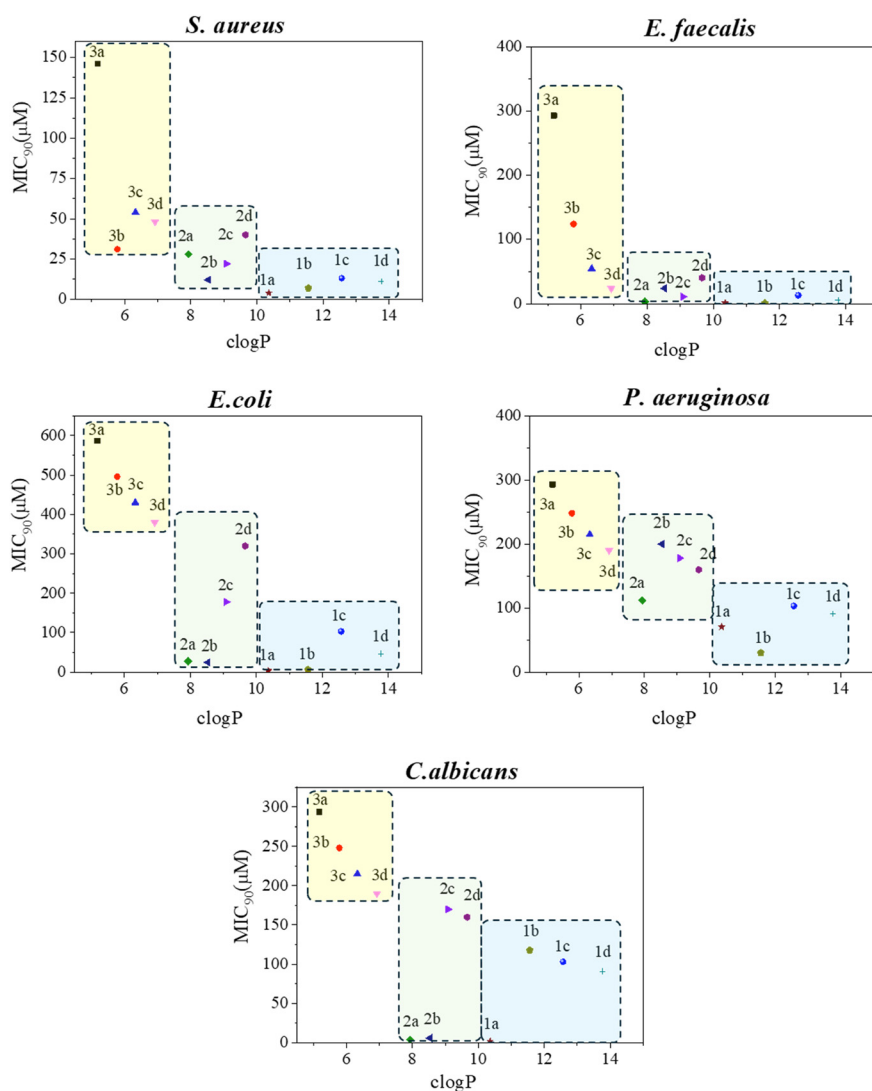 S. aureus
MIC90(μM)
150
125
100
75
50
25
0
3a
3c
3d
3b
2d
2a
2c
2b
1a
1b
1c
1d
6 8 10 12 14
clogP
E. faecalis
MIC90(μM)
400
300
200
100
0
3a
3b
3c
3d
2a
2b
2c
2d
1a
1b
1c
1d
6 8 10 12 14
clogP
E.coli
MIC90(μM)
600
500
400
300
200
100
0
3a
3b
3c
3d
2d
2c
2a
2b
1a
1b
1c
1d
6 8 10 12 14
clogP
P. aeruginosa
MIC90(μM)
400
300
200
100
0
3a
3b
3c
3d
2b
2c
2d
2a
1a
1b
1c
1d
6 8 10 12 14
clogP
C.albicans
MIC90(μM)
300
250
200
150
100
50
0
3a
3b
3c
3d
2c
2d
2a
2b
1a
1b
1c
1d
6 8 10 12 14
clogP